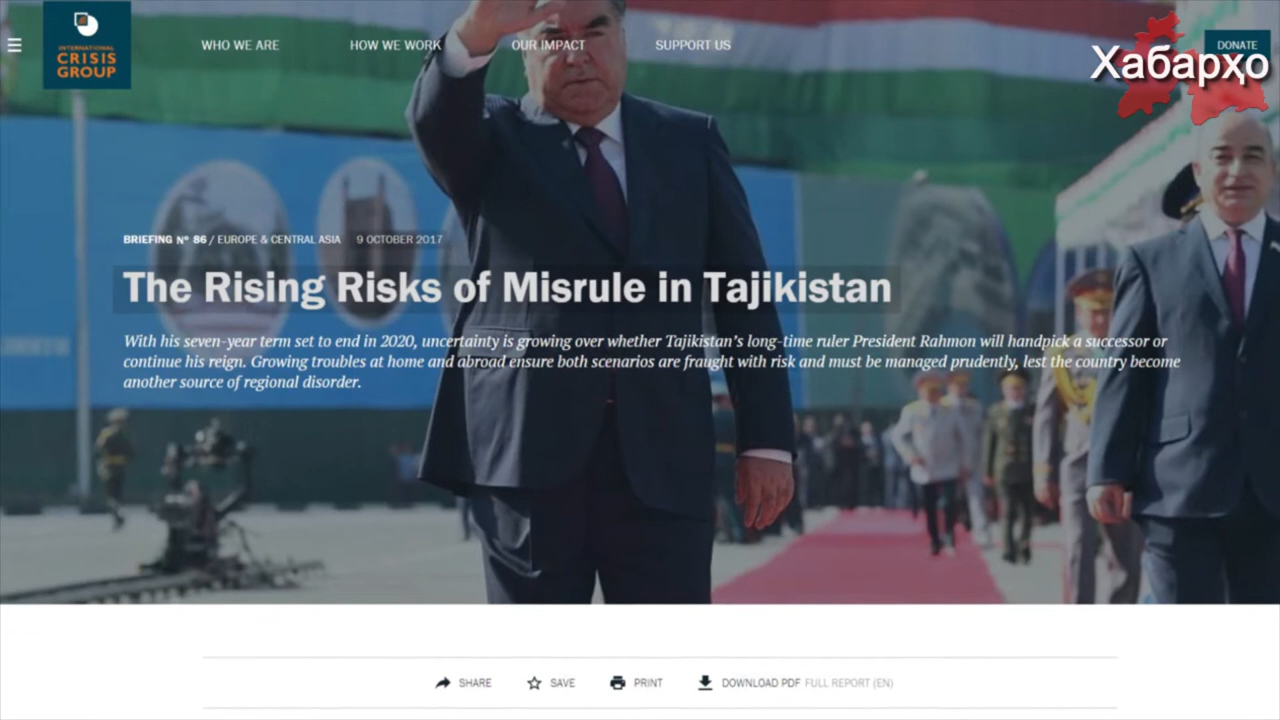 INTERNATIONAL
CRISIS
GROUP
WHO WE ARE
HOW WE WORK
OUR IMPACT
SUPPORT US
DONATE
Хабарҳо
BRIEFING Nº 86 / EUROPE & CENTRAL ASIA 9 OCTOBER 2017
The Rising Risks of Misrule in Tajikistan
With his seven-year term set to end in 2020, uncertainty is growing over whether Tajikistan's long-time ruler President Rahmon will handpick a successor or
continue his reign. Growing troubles at home and abroad ensure both scenarios are fraught with risk and must be managed prudently, lest the country become
another source of regional disorder.
SHARE
SAVE
PRINT
DOWNLOAD PDF FULL REPORT (EN)